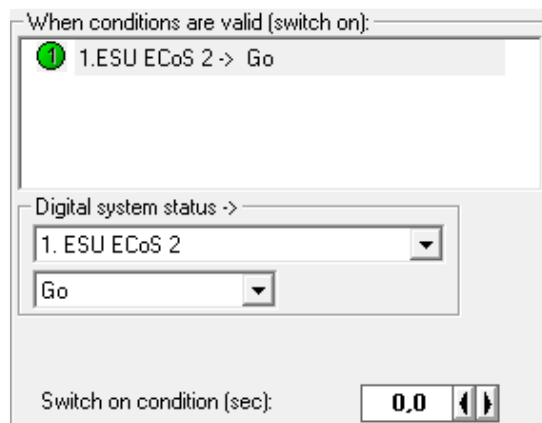 When conditions are valid (switch on):
1 1.ESU ECoS 2 -> Go
Digital system status ->
1. ESU ECoS 2
Go
Switch on condition (sec): 0,0